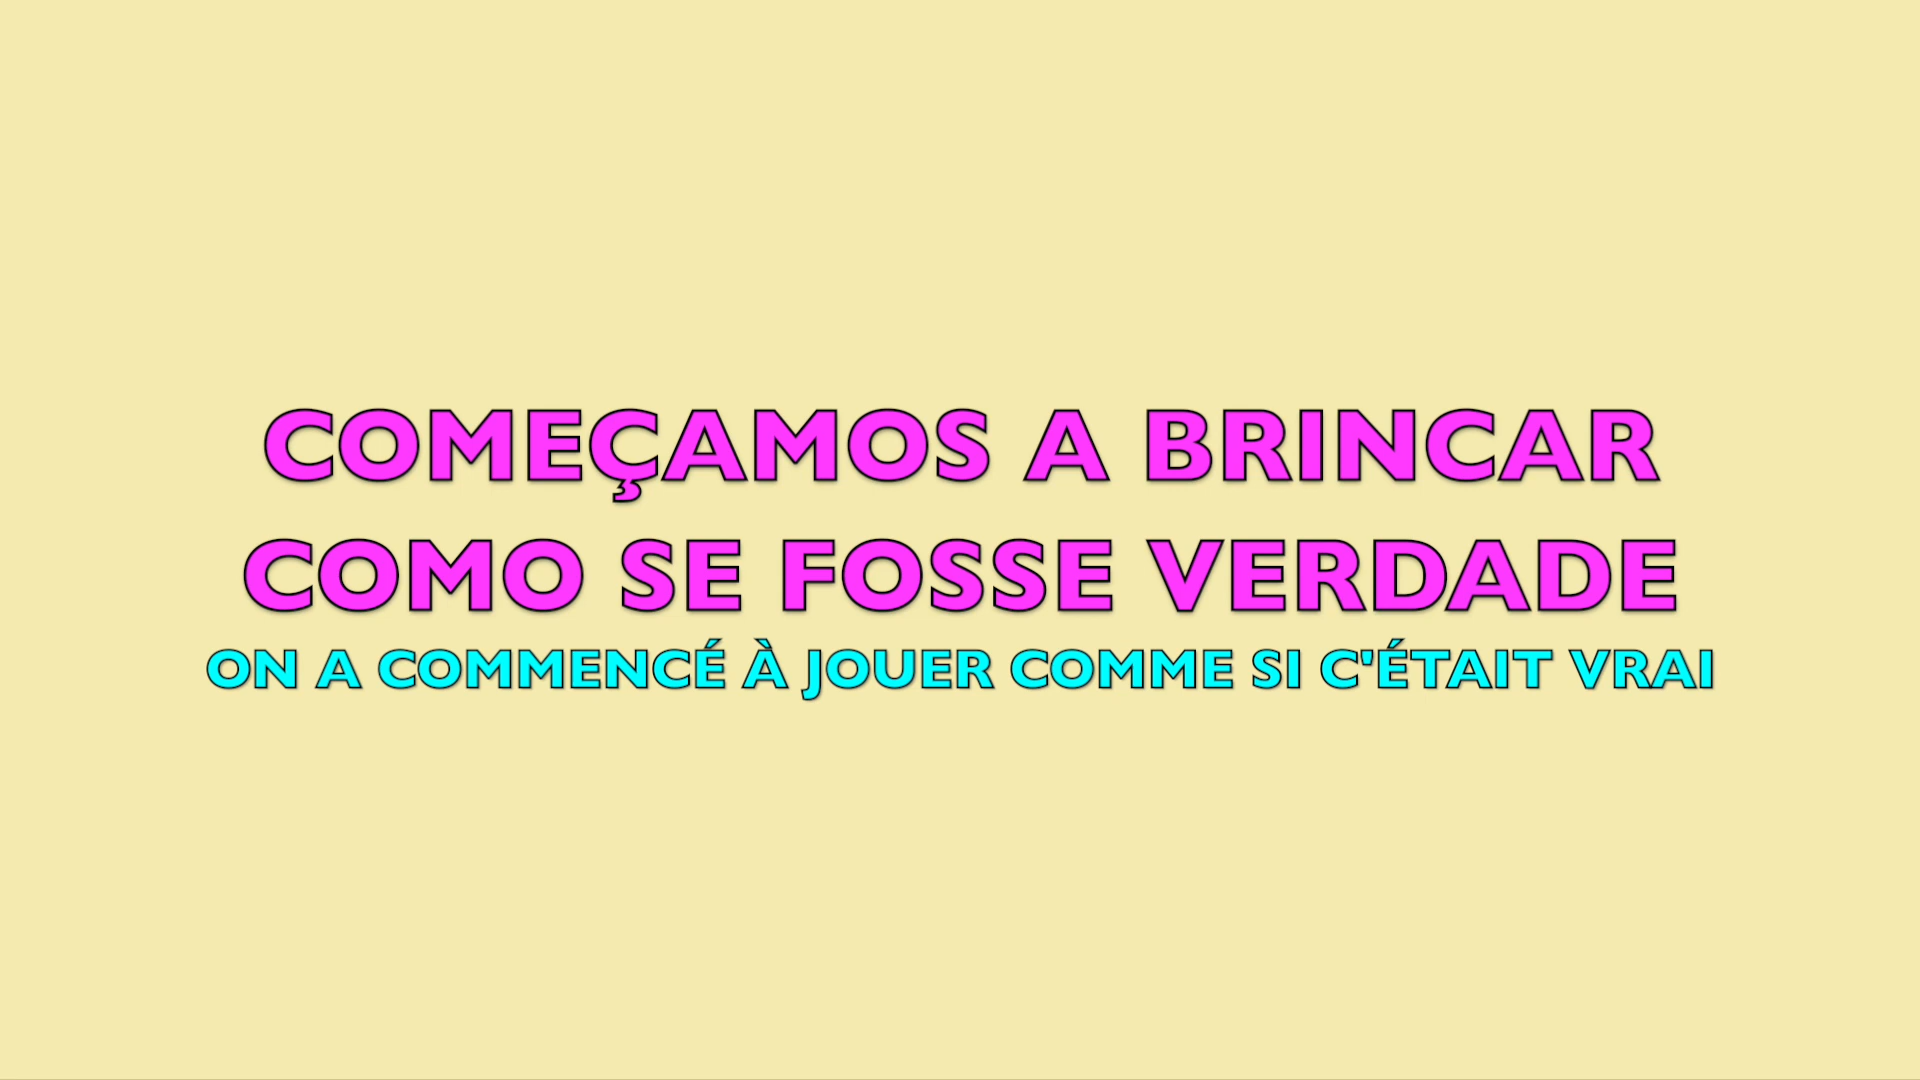 COMEÇAMOS A BRINCAR
COMO SE FOSSE VERDADE
ON A COMMENCÉ À JOUER COMME SI C'ÉTAIT VRAI